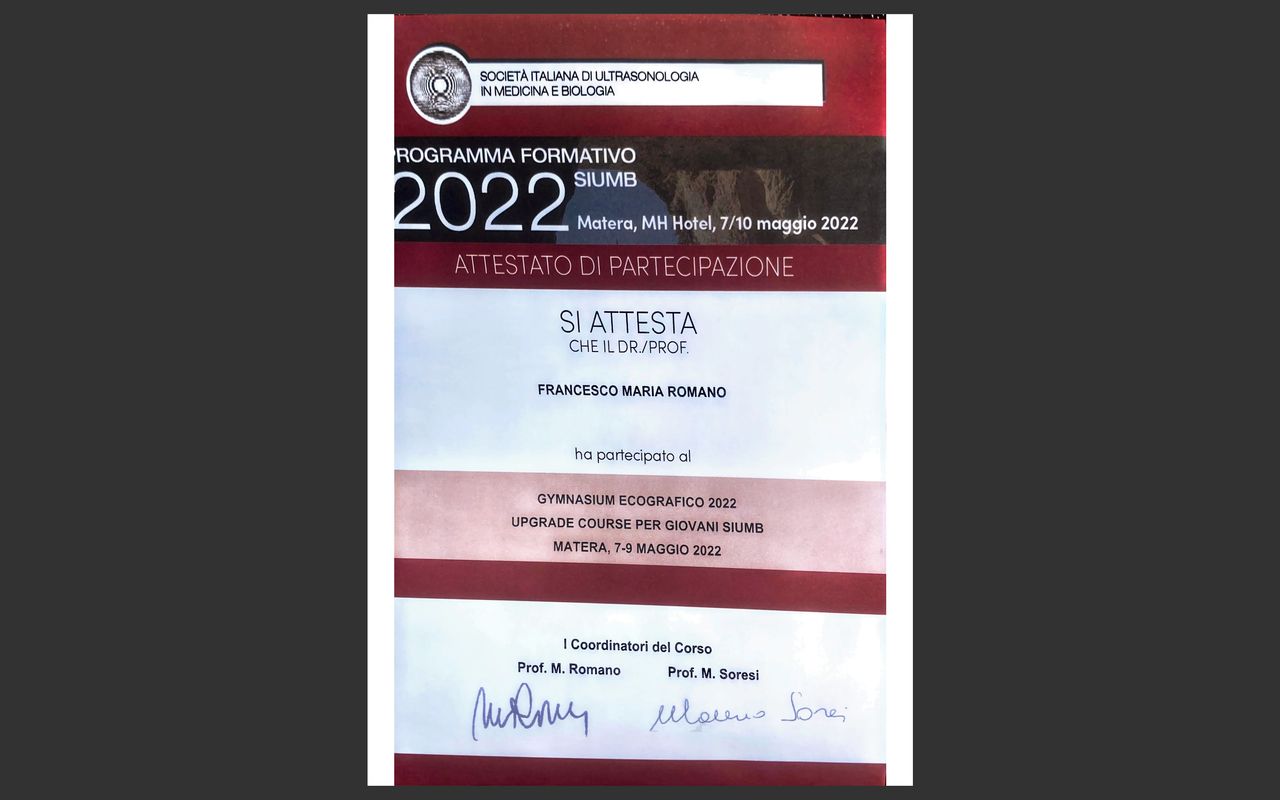 SOCIETÀ ITALIANA DI ULTRASONOLOGIA
IN MEDICINA E BIOLOGIA
PROGRAMMA FORMATIVO
2022 SIUMB
Matera, MH Hotel, 7/10 maggio 2022
ATTESTATO DI PARTECIPAZIONE
SI ATTESTA
CHE IL DR./PROF.
FRANCESCO MARIA ROMANO
ha partecipato al
GYMNASIUM ECOGRAFICO 2022
UPGRADE COURSE PER GIOVANI SIUMB
MATERA, 7-9 MAGGIO 2022
I Coordinatori del Corso
Prof. M. Romano Prof. M. Soresi